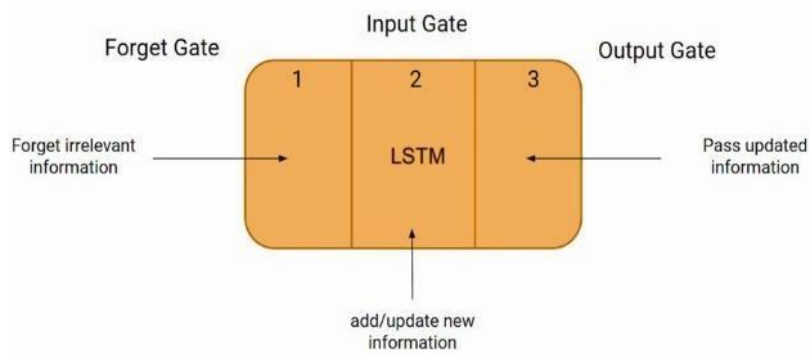 Input Gate
Forget Gate
Output Gate
1
2
3
Forget irrelevant
information
LSTM
Pass updated
information
add/update new
information